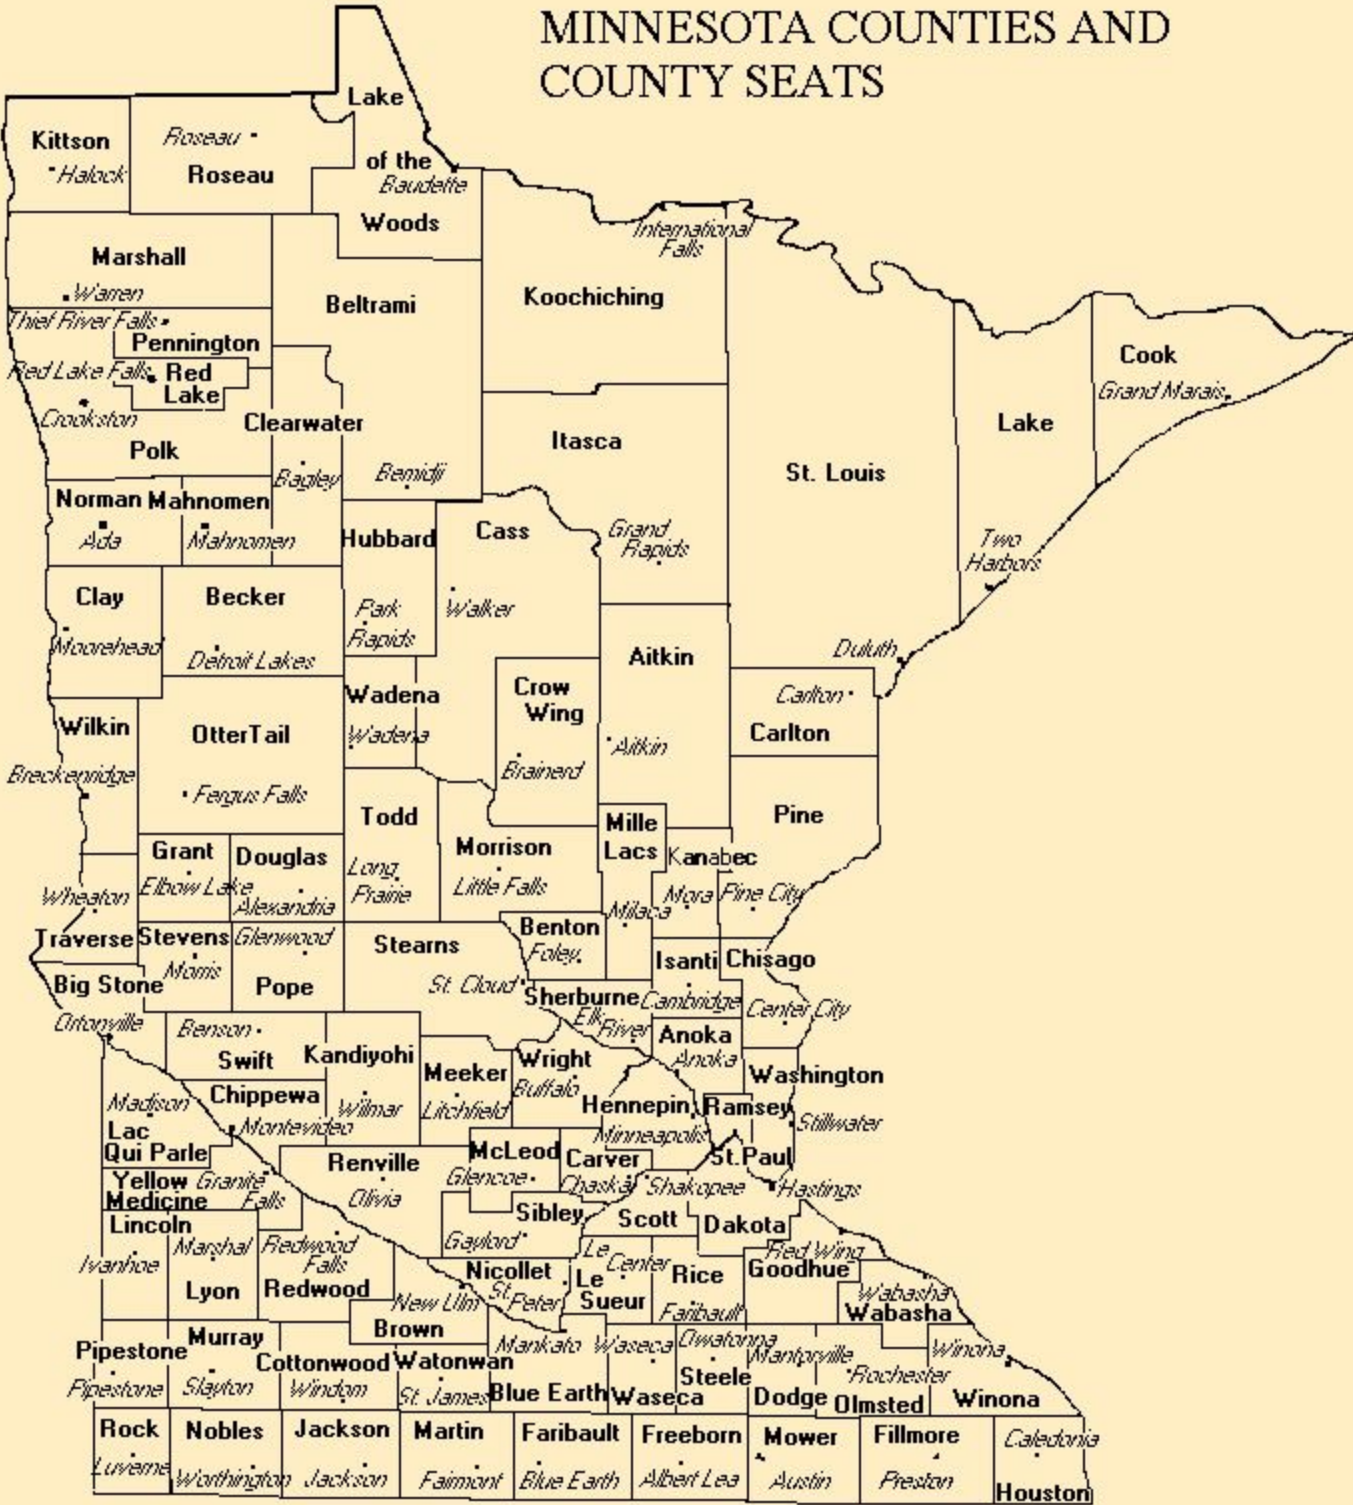 MINNESOTA COUNTIES AND
COUNTY SEATS
Lake
of the
Woods
Baudette
Kittson
Halock
Roseau
Roseau
Marshall
Warren
Beltrami
Bemidji
Koochiching
International
Falls
Thief River Falls
Pennington
Red Lake Falls
Red
Lake
Crookston
Polk
Clearwater
Bagley
Itasca
Grand
Rapids
St. Louis
Duluth
Lake
Two
Harbors
Cook
Grand Marais
Norman
Ada
Mahnomen
Mahnomen
Hubbard
Park
Rapids
Cass
Walker
Clay
Moorehead
Becker
Detroit Lakes
Wadena
Wadena
Crow
Wing
Brainerd
Aitkin
Aitkin
Carlton
Carlton
Wilkin
Breckenridge
OtterTail
Fergus Falls
Todd
Long
Prairie
Morrison
Little Falls
Mille
Lacs
Milaca
Kanabec
Mora
Pine
Pine City
Grant
Elbow Lake
Douglas
Alexandria
Wheaton
Traverse
Stevens
Morris
Glenwood
Pope
Stearns
St. Cloud
Benton
Foley
Isanti
Cambridge
Chisago
Center City
Big Stone
Ortonville
Benson
Swift
Kandiyohi
Wilmar
Meeker
Litchfield
Sherburne
Elk
River
Wright
Buffalo
Anoka
Anoka
Washington
Stillwater
Hennepin
Minneapolis
Ramsey
St.Paul
Chippewa
Montevideo
Madison
Lac
Qui Parle
Yellow
Medicine
Granite
Falls
Renville
Olivia
McLeod
Glencoe
Carver
Chaska
Shakopee
Scott
Hastings
Dakota
Sibley
Gaylord
Lincoln
Ivanhoe
Marshal
Lyon
Redwood
Falls
Redwood
New Ulm
Brown
Nicollet
St.
Peter
Le
Center
Le
Sueur
Rice
Faribault
Red Wing
Goodhue
Wabasha
Wabasha
Pipestone
Pipestone
Murray
Slayton
Cottonwood
Windom
Watonwan
St. James
Mankato
Blue Earth
Waseca
Waseca
Owatonna
Steele
Mantorville
Dodge
Rochester
Olmsted
Winona
Winona
Rock
Luverne
Nobles
Worthington
Jackson
Jackson
Martin
Fairmont
Faribault
Blue Earth
Freeborn
Albert Lea
Mower
Austin
Fillmore
Preston
Caledonia
Houston